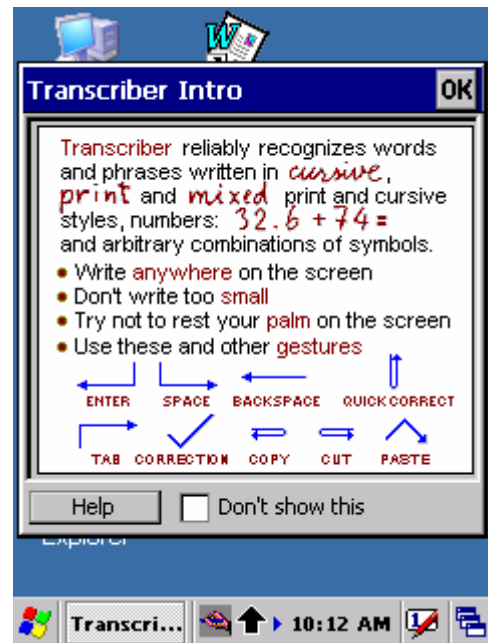 Transcriber Intro OK
Transcriber reliably recognizes words
and phrases written in cursive,
print and mixed print and cursive
styles, numbers: 32.6 + 74 =
and arbitrary combinations of symbols.
• Write anywhere on the screen
• Don't write too small
• Try not to rest your palm on the screen
• Use these and other gestures
ENTER SPACE BACKSPACE QUICK CORRECT
TAB CORRECTION COPY CUT PASTE
Help Don't show this
Explorer
Transcri... 10:12 AM